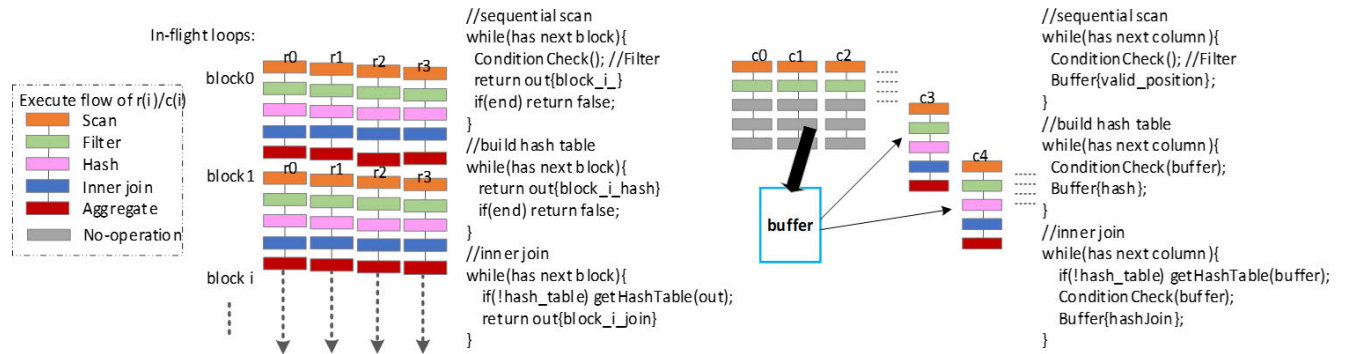 In-flight loops:
block0
r0
r1
r2
r3
block1
r0
r1
r2
r3
block i
Execute flow of r(i)/c(i)
Scan
Filter
Hash
Inner join
Aggregate
No-operation
//sequential scan
while(has next block){
ConditionCheck(); //Filter
return out{block_i_}
if(end) return false;
}
//build hash table
while(has next block){
return out{block_i_hash}
if(end) return false;
}
//inner join
while(has next block){
if(!hash_table) getHashTable(out);
return out{block_i_join}
}
c0
c1
c2
c3
c4
buffer
//sequential scan
while(has next column){
ConditionCheck(); //Filter
Buffer{valid_position};
}
//build hash table
while(has next column){
ConditionCheck(buffer);
Buffer{hash};
}
//inner join
while(has next column){
if(!hash_table) getHashTable(buffer);
ConditionCheck(buffer);
Buffer{hashJoin};
}